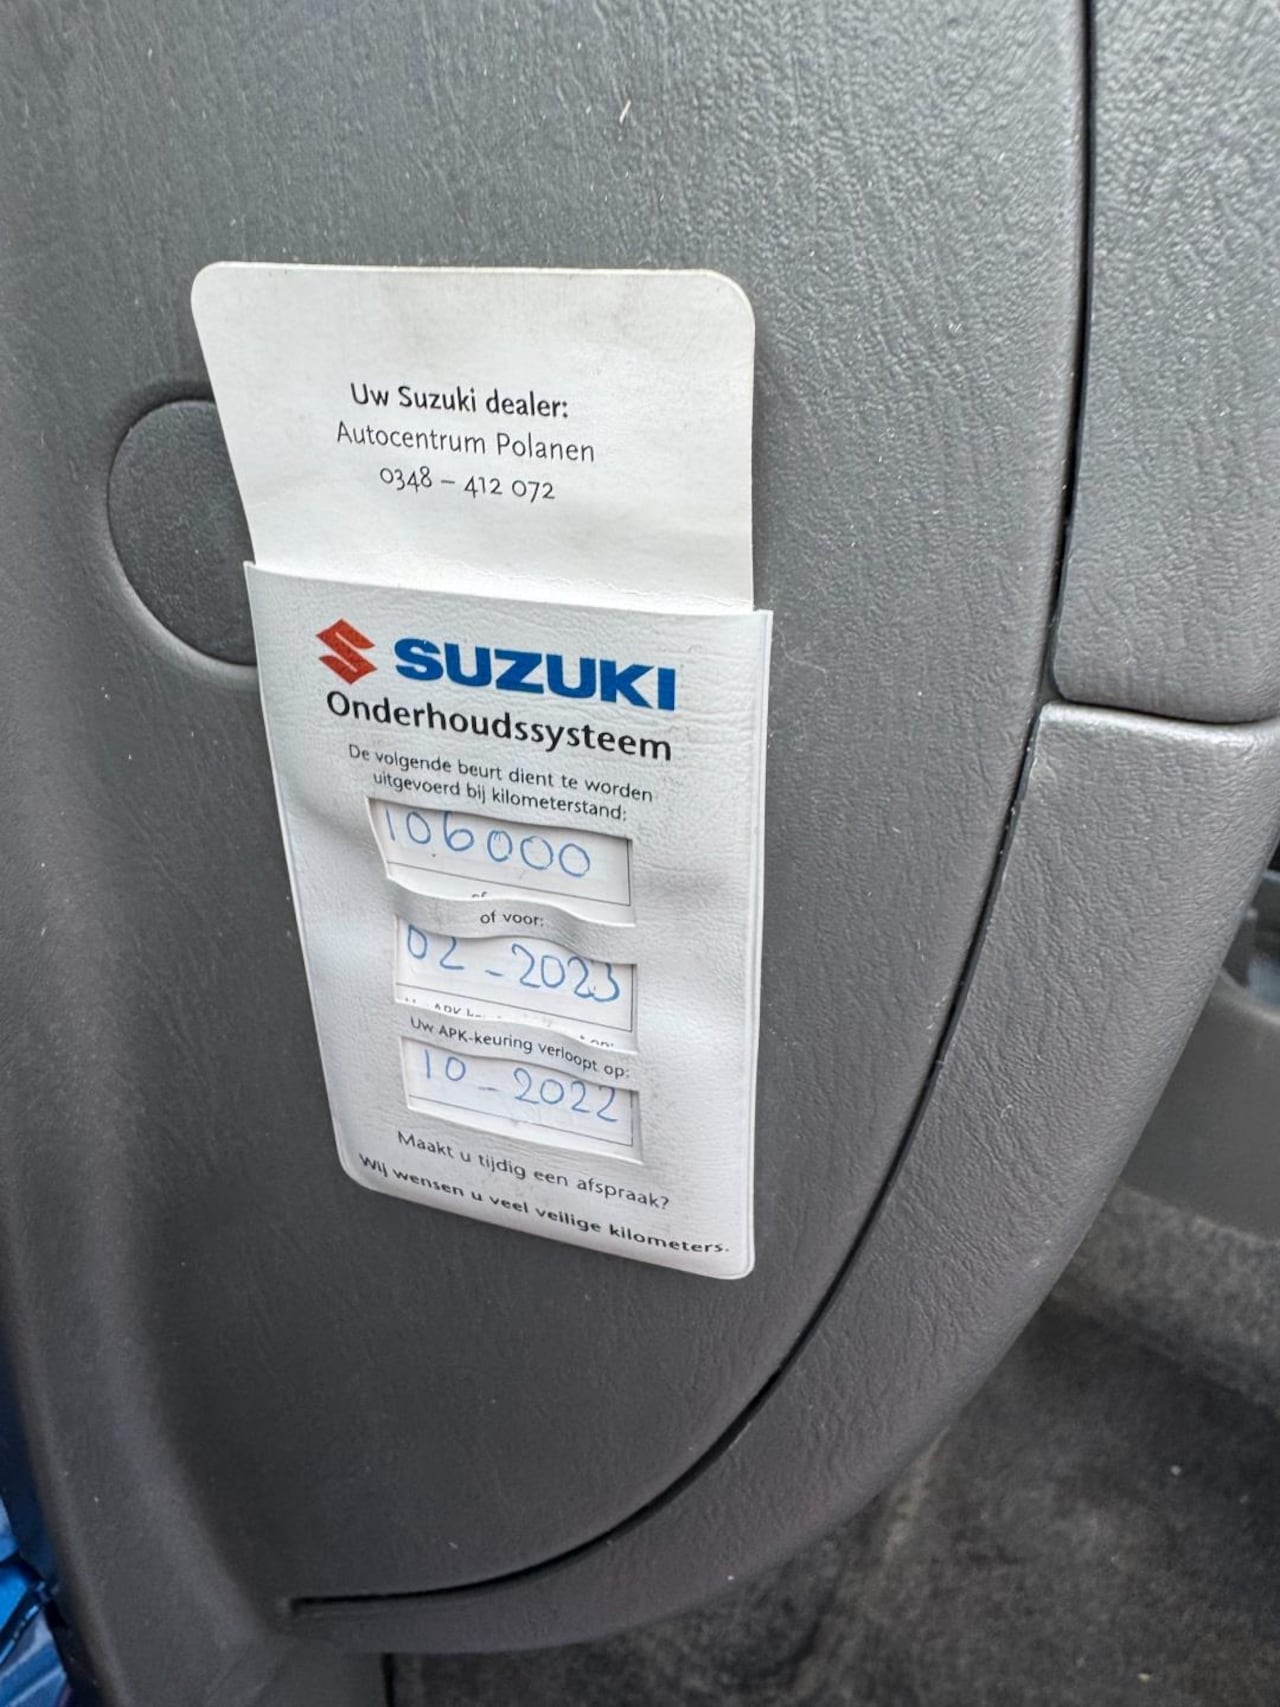 Uw Suzuki dealer:
Autocentrum Polanen
0348 – 412 072
SUZUKI
Onderhoudssysteem
De volgende beurt dient te worden
uitgevoerd bij kilometerstand:
106000
of voor:
02-2023
Uw APK-keuring verloopt op:
10-2022
Maakt u tijdig een afspraak?
Wij wensen u veel veilige kilometers.